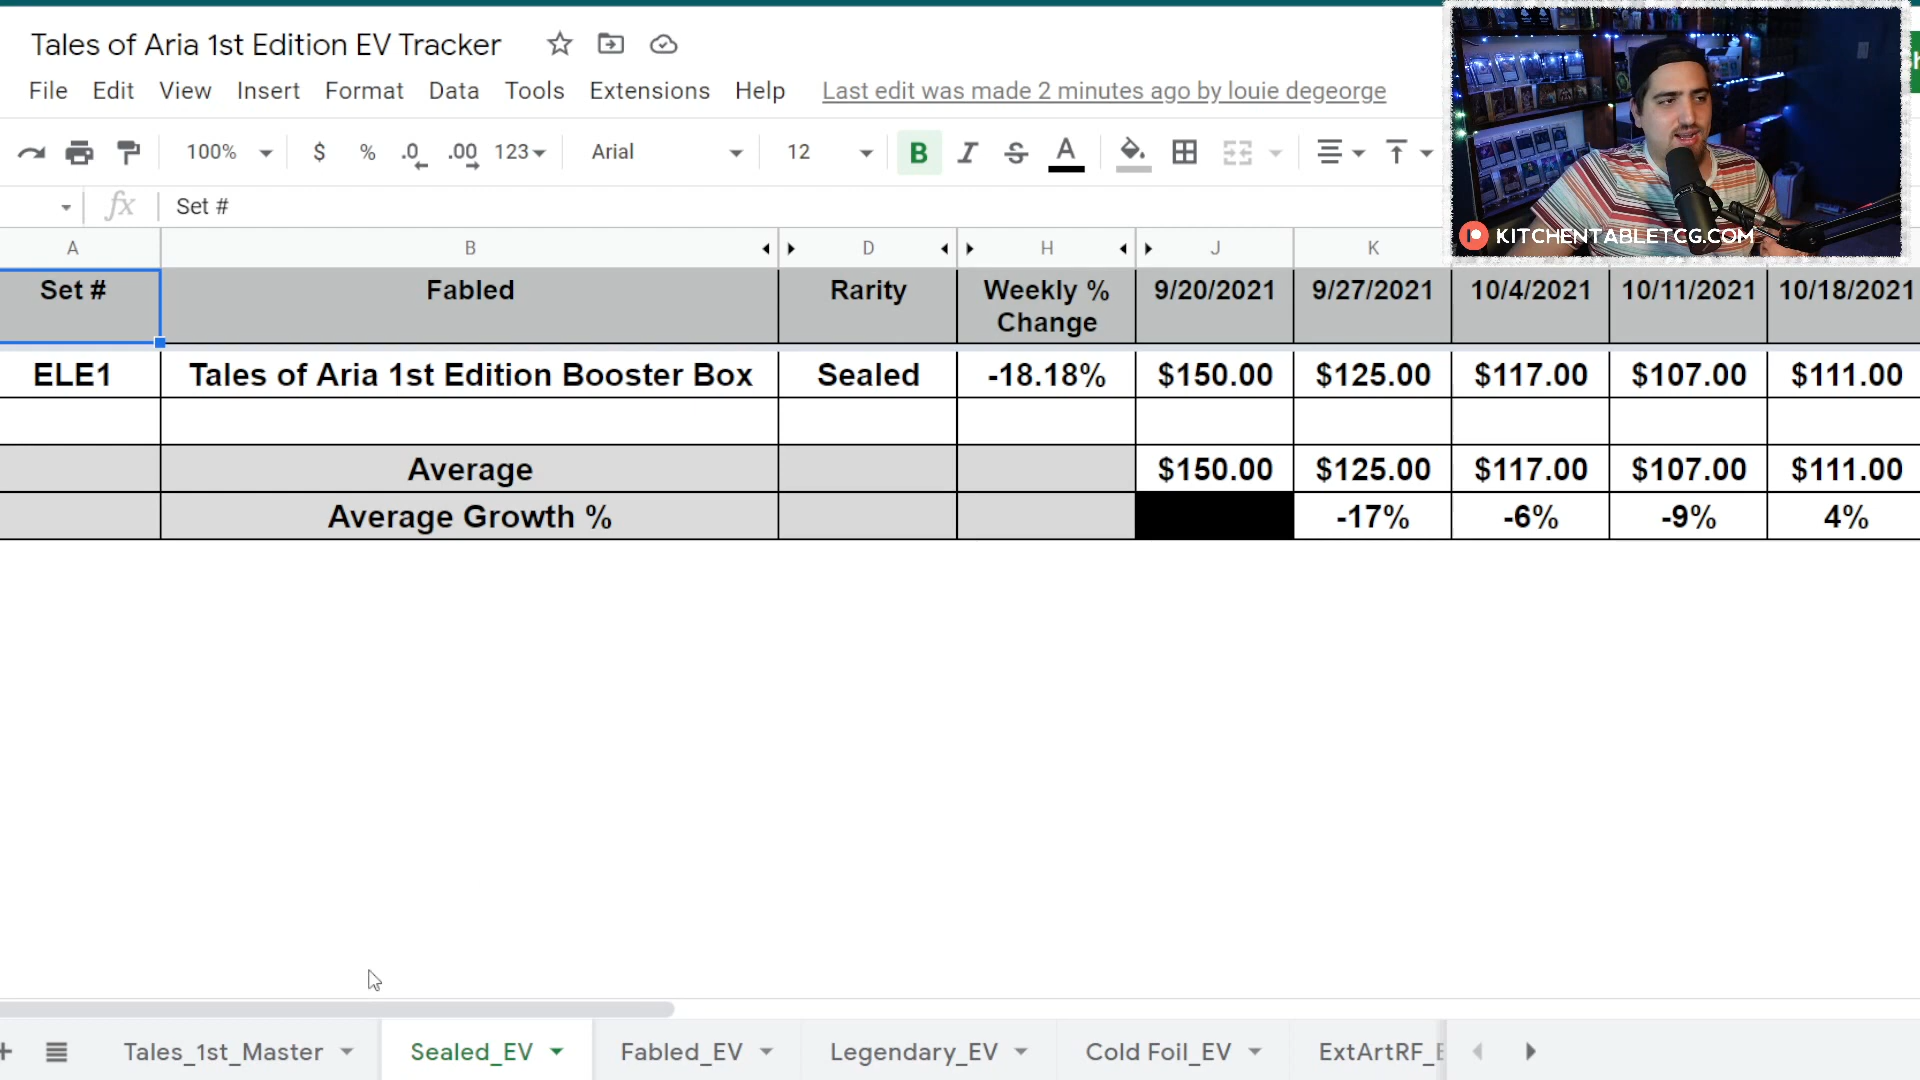 Tales of Aria 1st Edition EV Tracker
File Edit View Insert Format Data Tools Extensions Help Last edit was made 2 minutes ago by louie degeorge
100% $ % .0 .00 123 Arial 12 B I S A
fx Set #
KITCHENTABLETCG.COM
A B D H J K
Set # Fabled Rarity Weekly % Change 9/20/2021 9/27/2021 10/4/2021 10/11/2021 10/18/2021
ELE1 Tales of Aria 1st Edition Booster Box Sealed -18.18% $150.00 $125.00 $117.00 $107.00 $111.00
Average $150.00 $125.00 $117.00 $107.00 $111.00
Average Growth % -17% -6% -9% 4%
Tales_1st_Master Sealed_EV Fabled_EV Legendary_EV Cold Foil_EV ExtArtRF_E